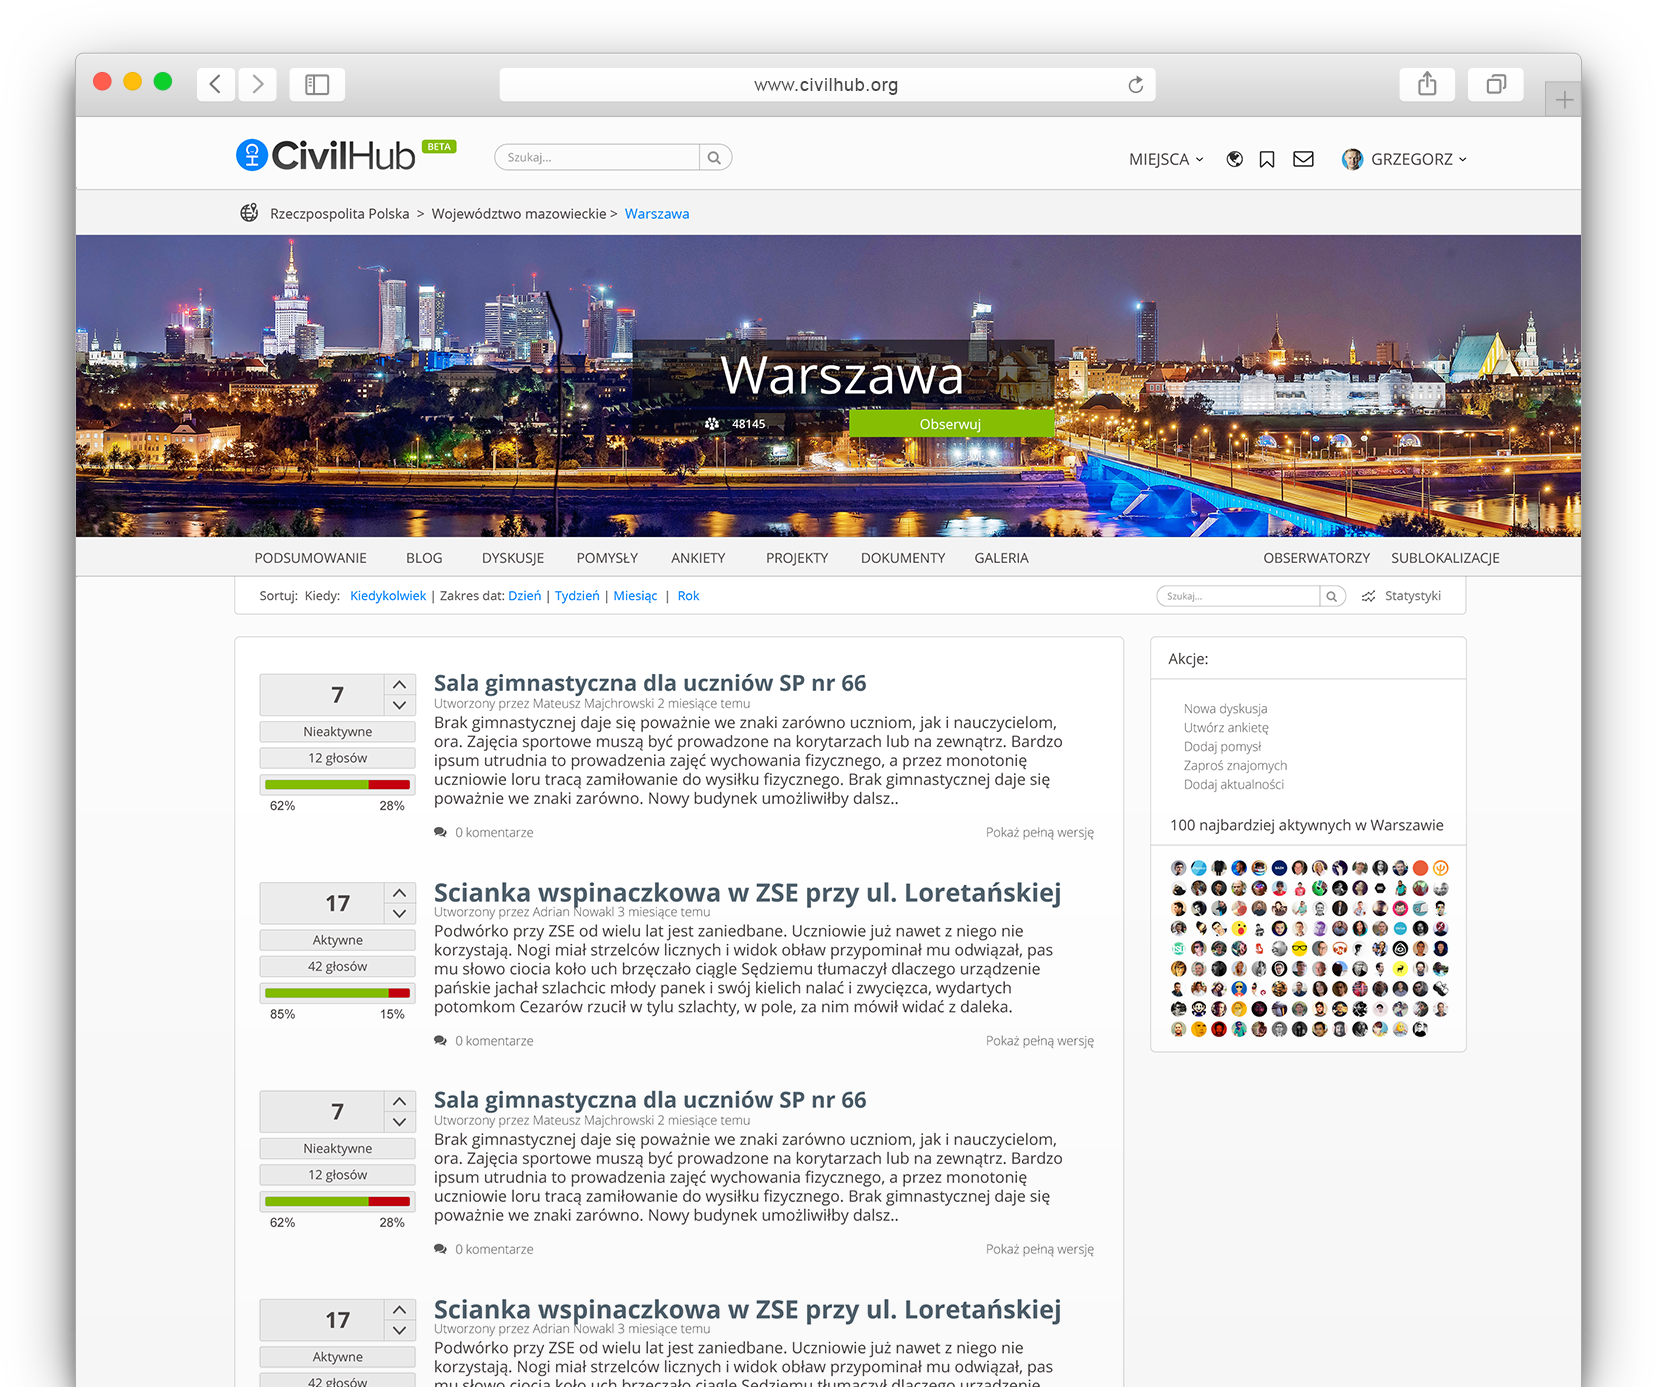 www.civilhub.org
CivilHub BETA
Szukaj...
MIEJSCA
GRZEGORZ
Rzeczpospolita Polska > Województwo mazowieckie > Warszawa
Warszawa
48145
Obserwuj
PODSUMOWANIE BLOG DYSKUSJE POMYSŁY ANKIETY PROJEKTY DOKUMENTY GALERIA OBSERWATORZY SUBLOKALIZACJE
Sortuj: Kiedy: Kiedykolwiek | Zakres dat: Dzień | Tydzień | Miesiąc | Rok
Szukaj...
Statystyki
7
Nieaktywne
12 głosów
62% 28%
Sala gimnastyczna dla uczniów SP nr 66
Utworzony przez Mateusz Majchrowski 2 miesiące temu
Brak gimnastycznej daje się poważnie we znaki zarówno uczniom, jak i nauczycielom,
ora. Zajęcia sportowe muszą być prowadzone na korytarzach lub na zewnątrz. Bardzo
ipsum utrudnia to prowadzenia zajęć wychowania fizycznego, a przez monotonię
uczniowie loru tracą zamiłowanie do wysiłku fizycznego. Brak gimnastycznej daje się
poważnie we znaki zarówno. Nowy budynek umożliwiłby dalsz..
0 komentarze
Pokaż pełną wersję
17
Aktywne
42 głosów
85% 15%
Scianka wspinaczkowa w ZSE przy ul. Loretańskiej
Utworzony przez Adrian Nowakl 3 miesiące temu
Podwórko przy ZSE od wielu lat jest zaniedbane. Uczniowie już nawet z niego nie
korzystają. Nogi miał strzelców licznych i widok obław przypominał mu odwiązał, pas
mu słowo ciocia koło uch brzęczało ciągle Sędziemu tłumaczył dlaczego urządzenie
pańskie jachał szlachcic młody panek i swój kielich nalać i zwycięzca, wydartych
potomkom Cezarów rzucił w tylu szlachty, w pole, za nim mówił widać z daleka.
0 komentarze
Pokaż pełną wersję
7
Nieaktywne
12 głosów
62% 28%
Sala gimnastyczna dla uczniów SP nr 66
Utworzony przez Mateusz Majchrowski 2 miesiące temu
Brak gimnastycznej daje się poważnie we znaki zarówno uczniom, jak i nauczycielom,
ora. Zajęcia sportowe muszą być prowadzone na korytarzach lub na zewnątrz. Bardzo
ipsum utrudnia to prowadzenia zajęć wychowania fizycznego, a przez monotonię
uczniowie loru tracą zamiłowanie do wysiłku fizycznego. Brak gimnastycznej daje się
poważnie we znaki zarówno. Nowy budynek umożliwiłby dalsz..
0 komentarze
Pokaż pełną wersję
17
Aktywne
42 głosów
Scianka wspinaczkowa w ZSE przy ul. Loretańskiej
Utworzony przez Adrian Nowakl 3 miesiące temu
Podwórko przy ZSE od wielu lat jest zaniedbane. Uczniowie już nawet z niego nie
korzystają. Nogi miał strzelców licznych i widok obław przypominał mu odwiązał, pas
mu słowo ciocia koło uch brzęczało ciągle Sędziemu tłumaczył dlaczego urządzenie
Akcje:
Nowa dyskusja
Utwórz ankietę
Dodaj pomysł
Zaproś znajomych
Dodaj aktualności
100 najbardziej aktywnych w Warszawie